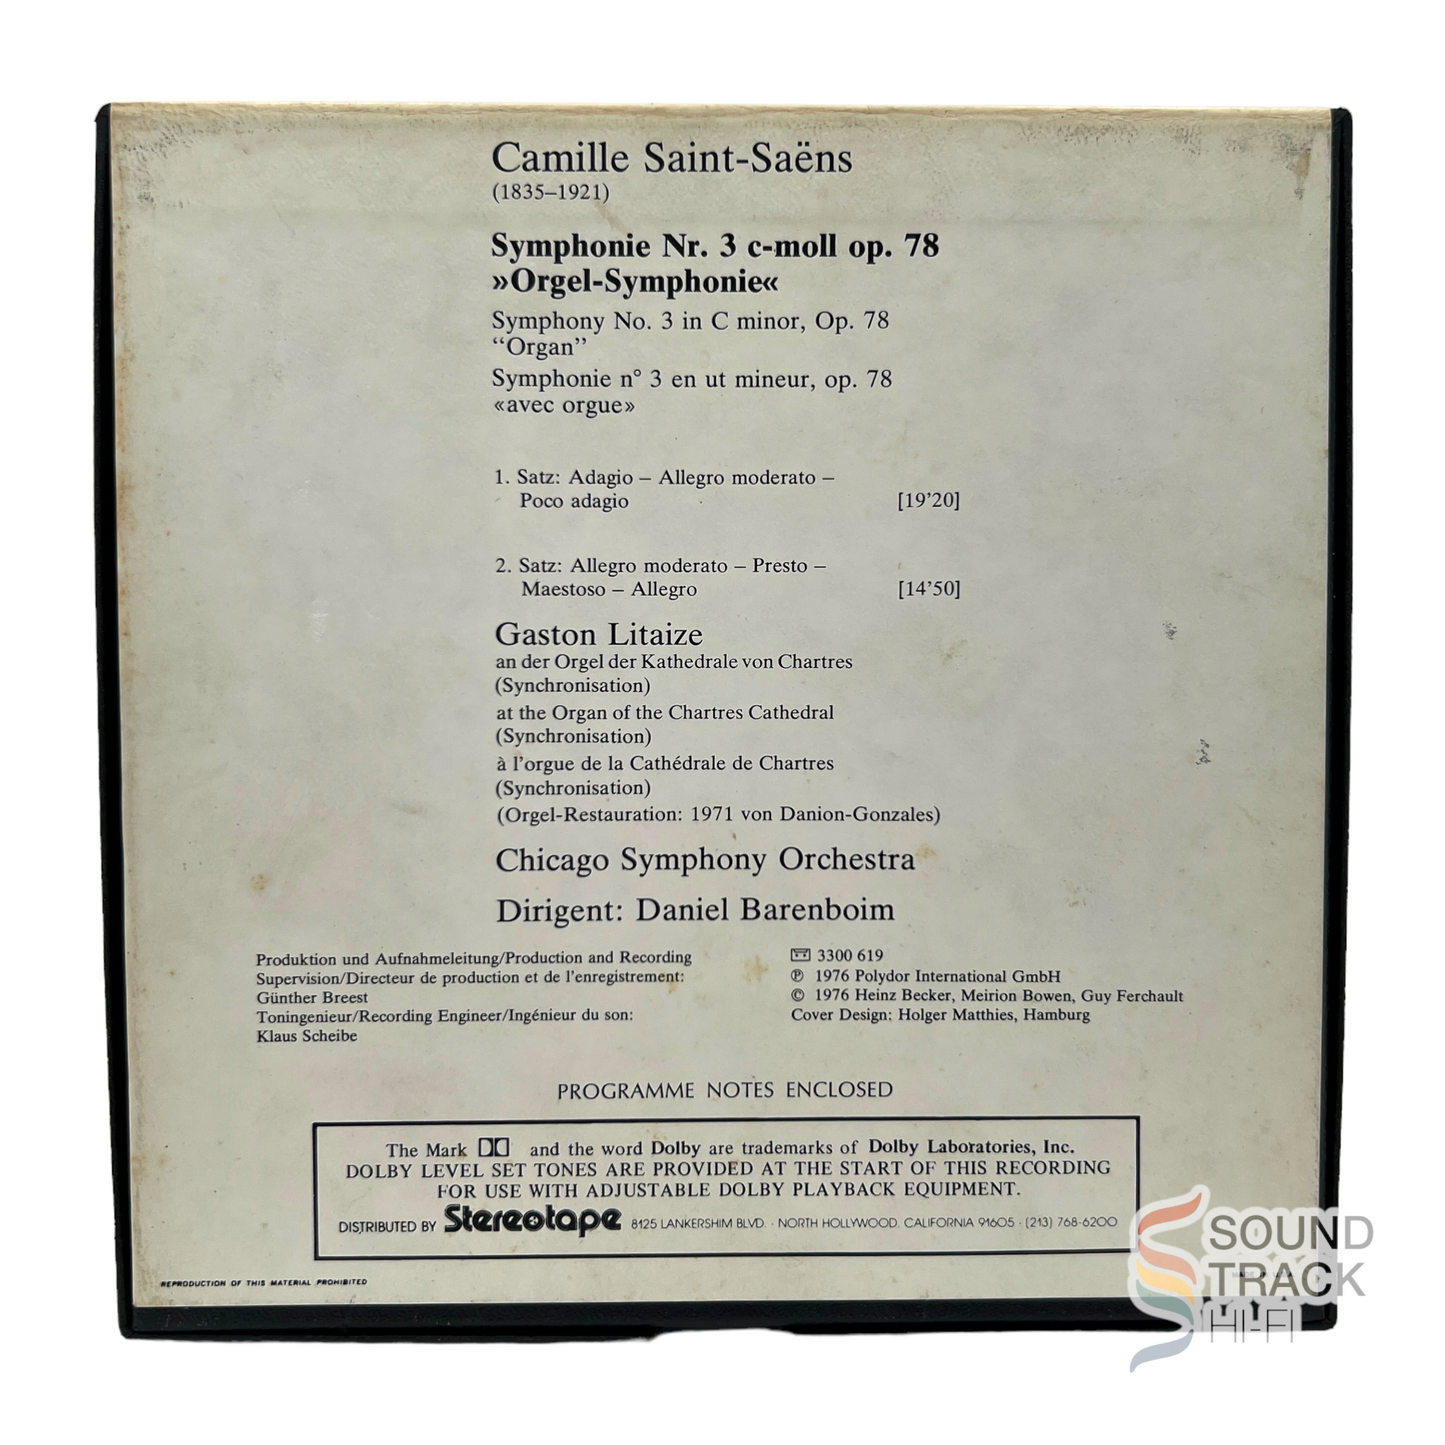 Camille Saint-Saëns
(1835–1921)
Symphonie Nr. 3 c-moll op. 78
»Orgel-Symphonie«
Symphony No. 3 in C minor, Op. 78
“Organ”
Symphonie n° 3 en ut mineur, op. 78
«avec orgue»
1. Satz: Adagio – Allegro moderato –
Poco adagio [19’20]
2. Satz: Allegro moderato – Presto –
Maestoso – Allegro [14’50]
Gaston Litaize
an der Orgel der Kathedrale von Chartres
(Synchronisation)
at the Organ of the Chartres Cathedral
(Synchronisation)
à l’orgue de la Cathédrale de Chartres
(Synchronisation)
(Orgel-Restauration: 1971 von Danion-Gonzales)
Chicago Symphony Orchestra
Dirigent: Daniel Barenboim
Produktion und Aufnahmeleitung/Production and Recording
Supervision/Directeur de production et de l’enregistrement:
Günther Breest
Toningenieur/Recording Engineer/Ingénieur du son:
Klaus Scheibe
3300 619
℗ 1976 Polydor International GmbH
© 1976 Heinz Becker, Meirion Bowen, Guy Ferchault
Cover Design: Holger Matthies, Hamburg
PROGRAMME NOTES ENCLOSED
The Mark and the word Dolby are trademarks of Dolby Laboratories, Inc.
DOLBY LEVEL SET TONES ARE PROVIDED AT THE START OF THIS RECORDING
FOR USE WITH ADJUSTABLE DOLBY PLAYBACK EQUIPMENT.
DISTRIBUTED BY Stereotape 8125 LANKERSHIM BLVD. · NORTH HOLLYWOOD, CALIFORNIA 91605 · (213) 768-6200
REPRODUCTION OF THIS MATERIAL PROHIBITED
SOUND
TRACK
HI-FI